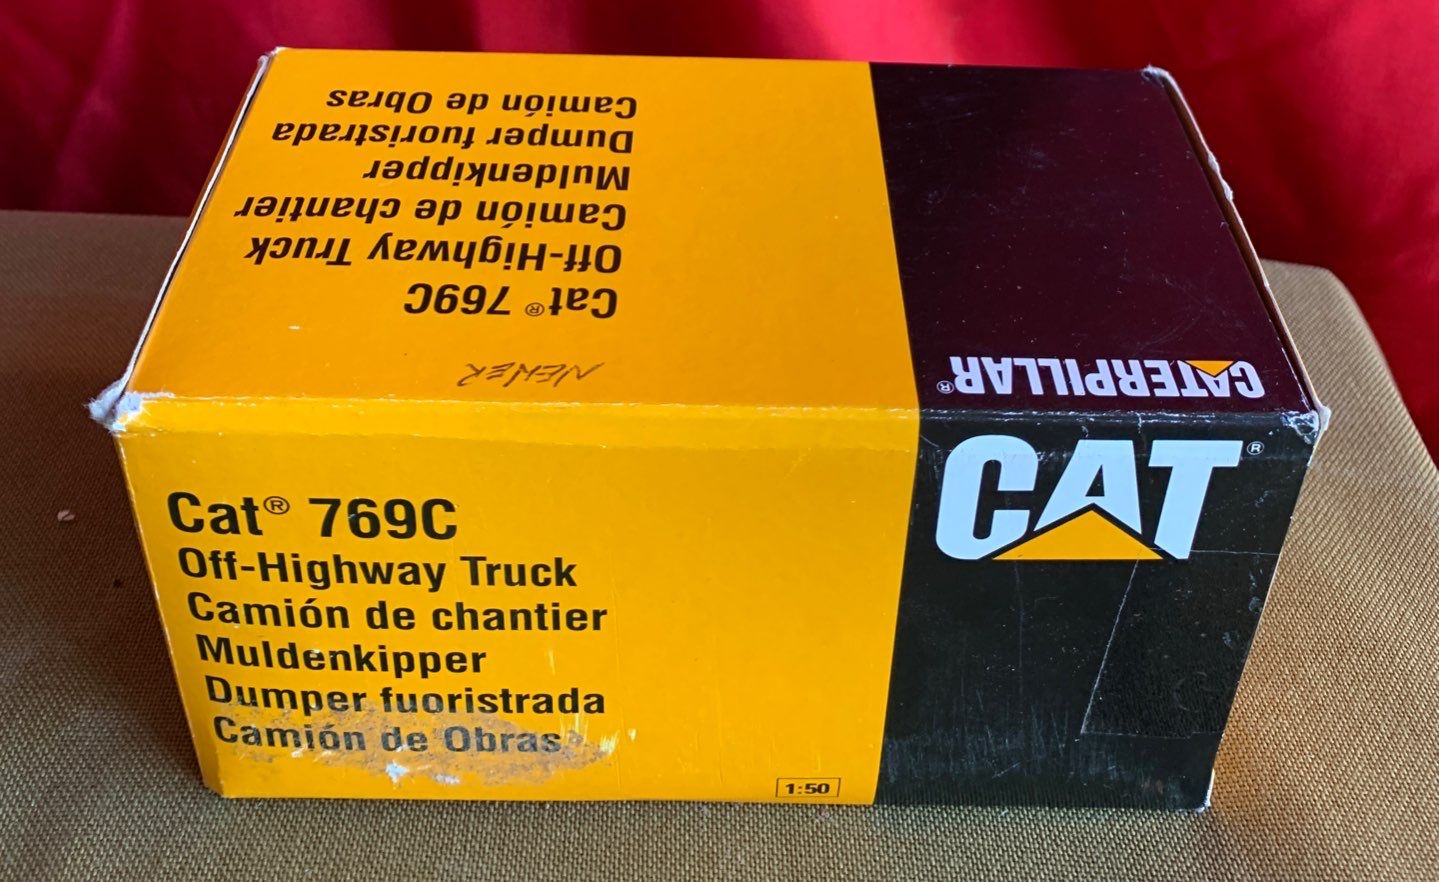 Cat® 769C
Off-Highway Truck
Camión de chantier
Muldenkipper
Dumper fuoristrada
Camión de Obras
CATERPILLAR®
CAT®
Cat® 769C
Off-Highway Truck
Camión de chantier
Muldenkipper
Dumper fuoristrada
Camión de Obras
1:50